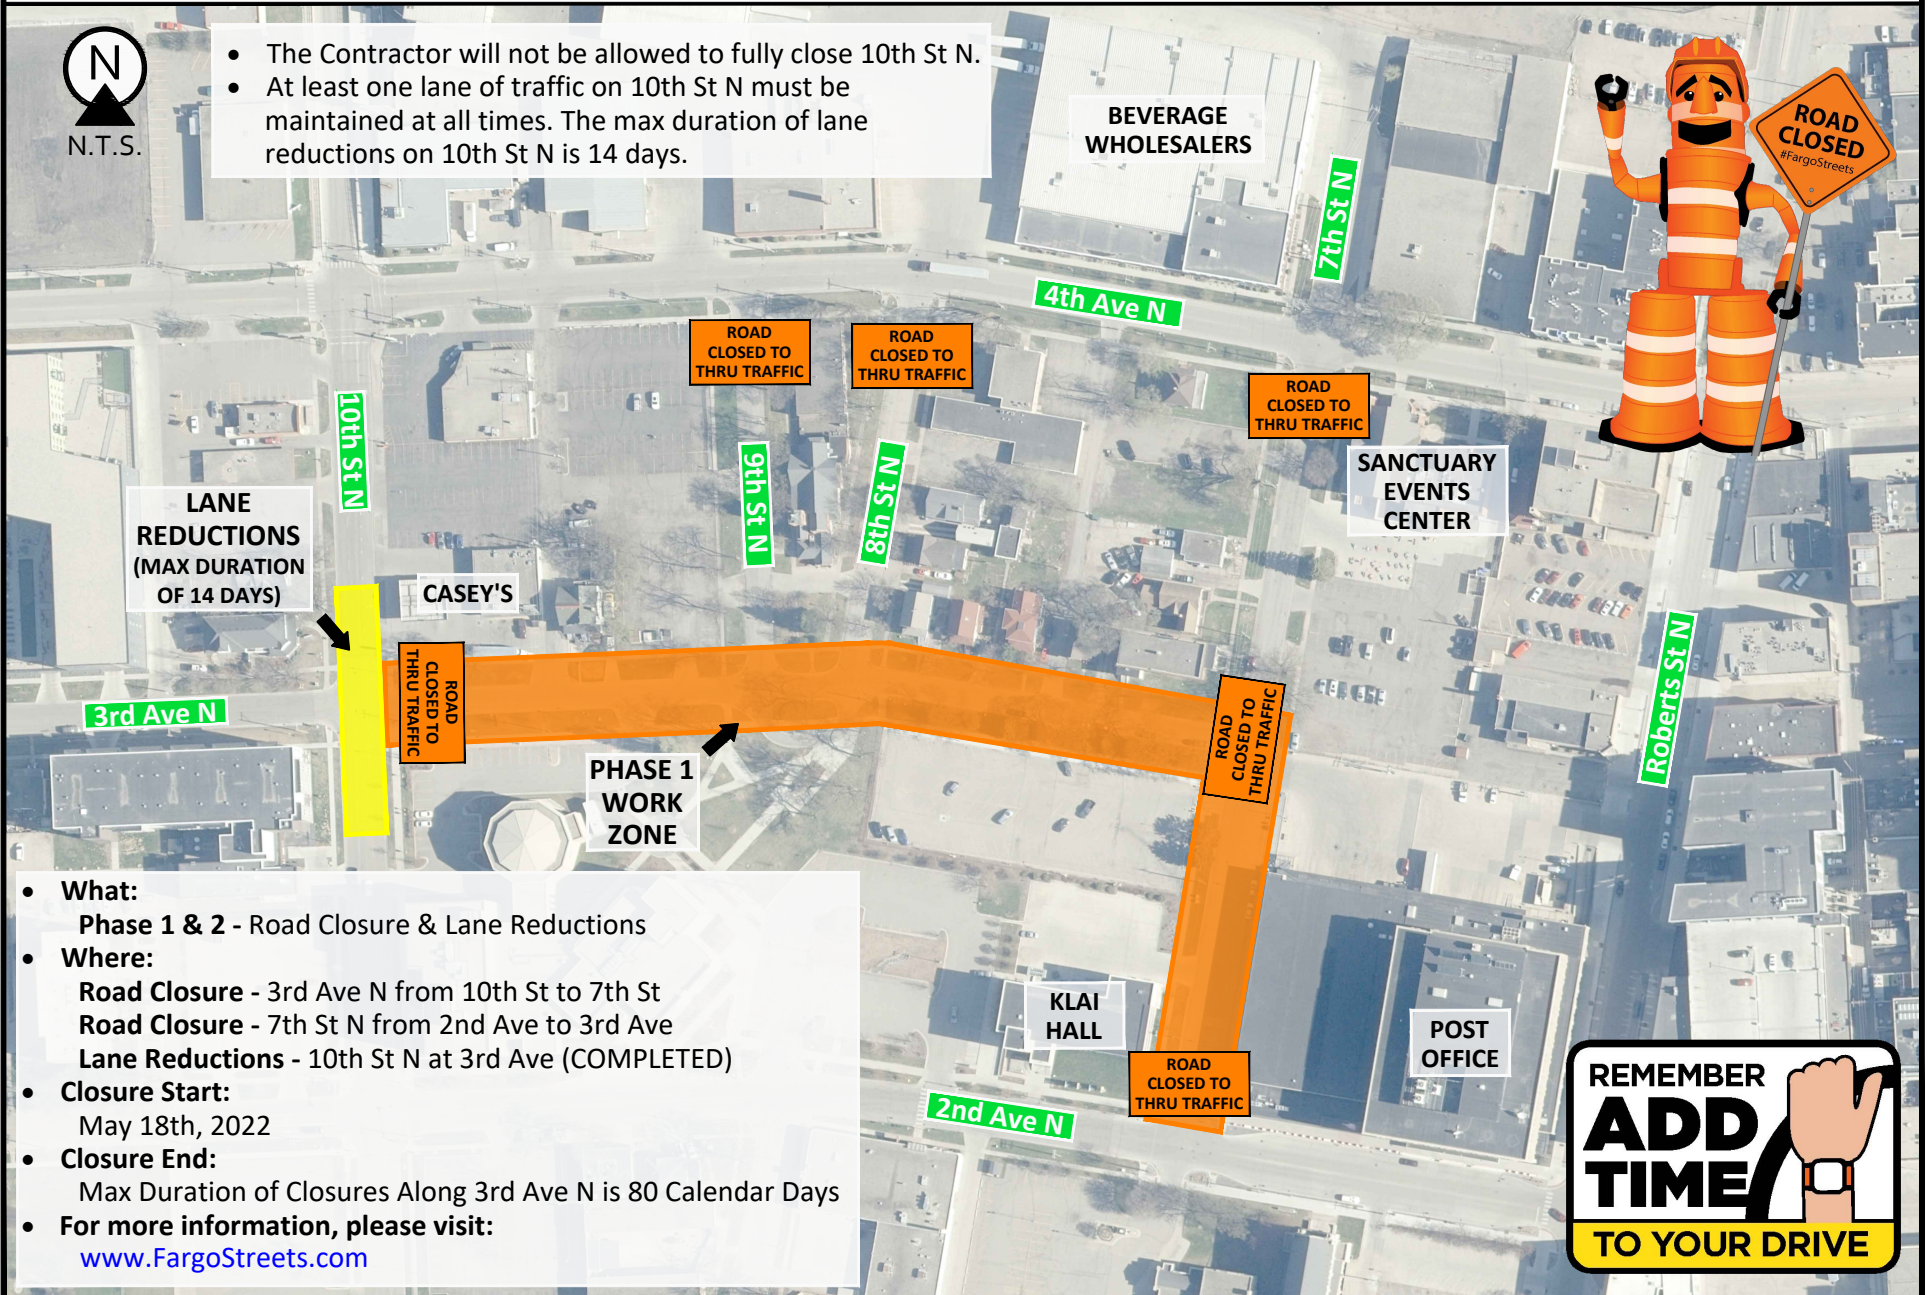 N
N.T.S.
• The Contractor will not be allowed to fully close 10th St N.
• At least one lane of traffic on 10th St N must be
maintained at all times. The max duration of lane
reductions on 10th St N is 14 days.
BEVERAGE
WHOLESALERS
7th St N
ROAD
CLOSED
#FargoStreets
4th Ave N
ROAD
CLOSED TO
THRU TRAFFIC
ROAD
CLOSED TO
THRU TRAFFIC
ROAD
CLOSED TO
THRU TRAFFIC
10th St N
9th St N
8th St N
SANCTUARY
EVENTS
CENTER
LANE
REDUCTIONS
(MAX DURATION
OF 14 DAYS)
CASEY'S
3rd Ave N
ROAD
CLOSED TO
THRU TRAFFIC
ROAD
CLOSED TO
THRU TRAFFIC
Roberts St N
PHASE 1
WORK
ZONE
• What:
Phase 1 & 2 - Road Closure & Lane Reductions
• Where:
Road Closure - 3rd Ave N from 10th St to 7th St
Road Closure - 7th St N from 2nd Ave to 3rd Ave
Lane Reductions - 10th St N at 3rd Ave (COMPLETED)
• Closure Start:
May 18th, 2022
• Closure End:
Max Duration of Closures Along 3rd Ave N is 80 Calendar Days
• For more information, please visit:
www.FargoStreets.com
KLAI
HALL
POST
OFFICE
ROAD
CLOSED TO
THRU TRAFFIC
2nd Ave N
REMEMBER
ADD
TIME
TO YOUR DRIVE